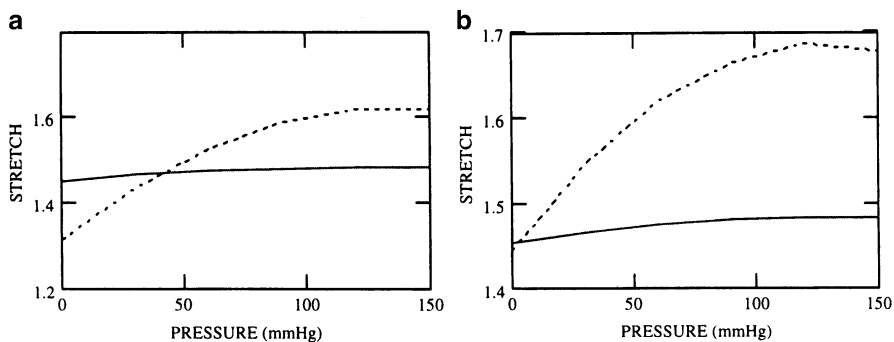 a
STRETCH
1.6
1.4
1.2
0
50
100
150
PRESSURE (mmHg)
b
STRETCH
1.7
1.6
1.5
1.4
0
50
100
150
PRESSURE (mmHg)